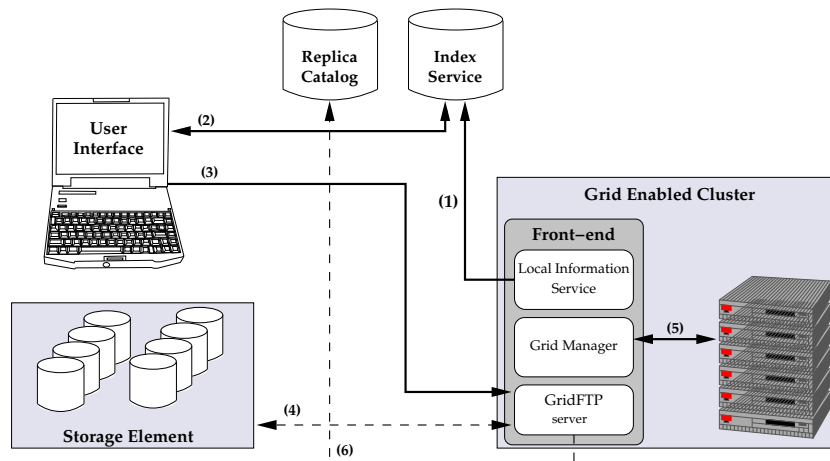 Replica
Catalog
Index
Service
User
Interface
(2)
(3)
(1)
Grid Enabled Cluster
Front−end
Local Information
Service
Grid Manager
(5)
GridFTP
server
(4)
Storage Element
(6)